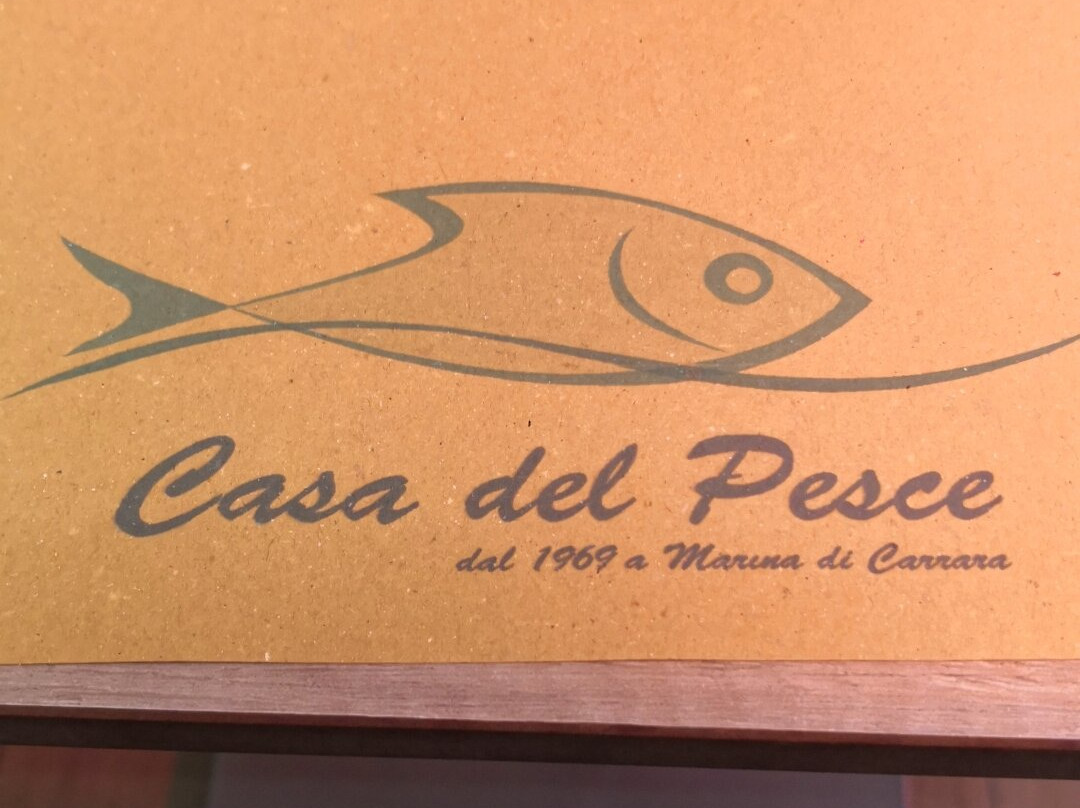 Casa del Pesce
dal 1969 a Marina di Carrara